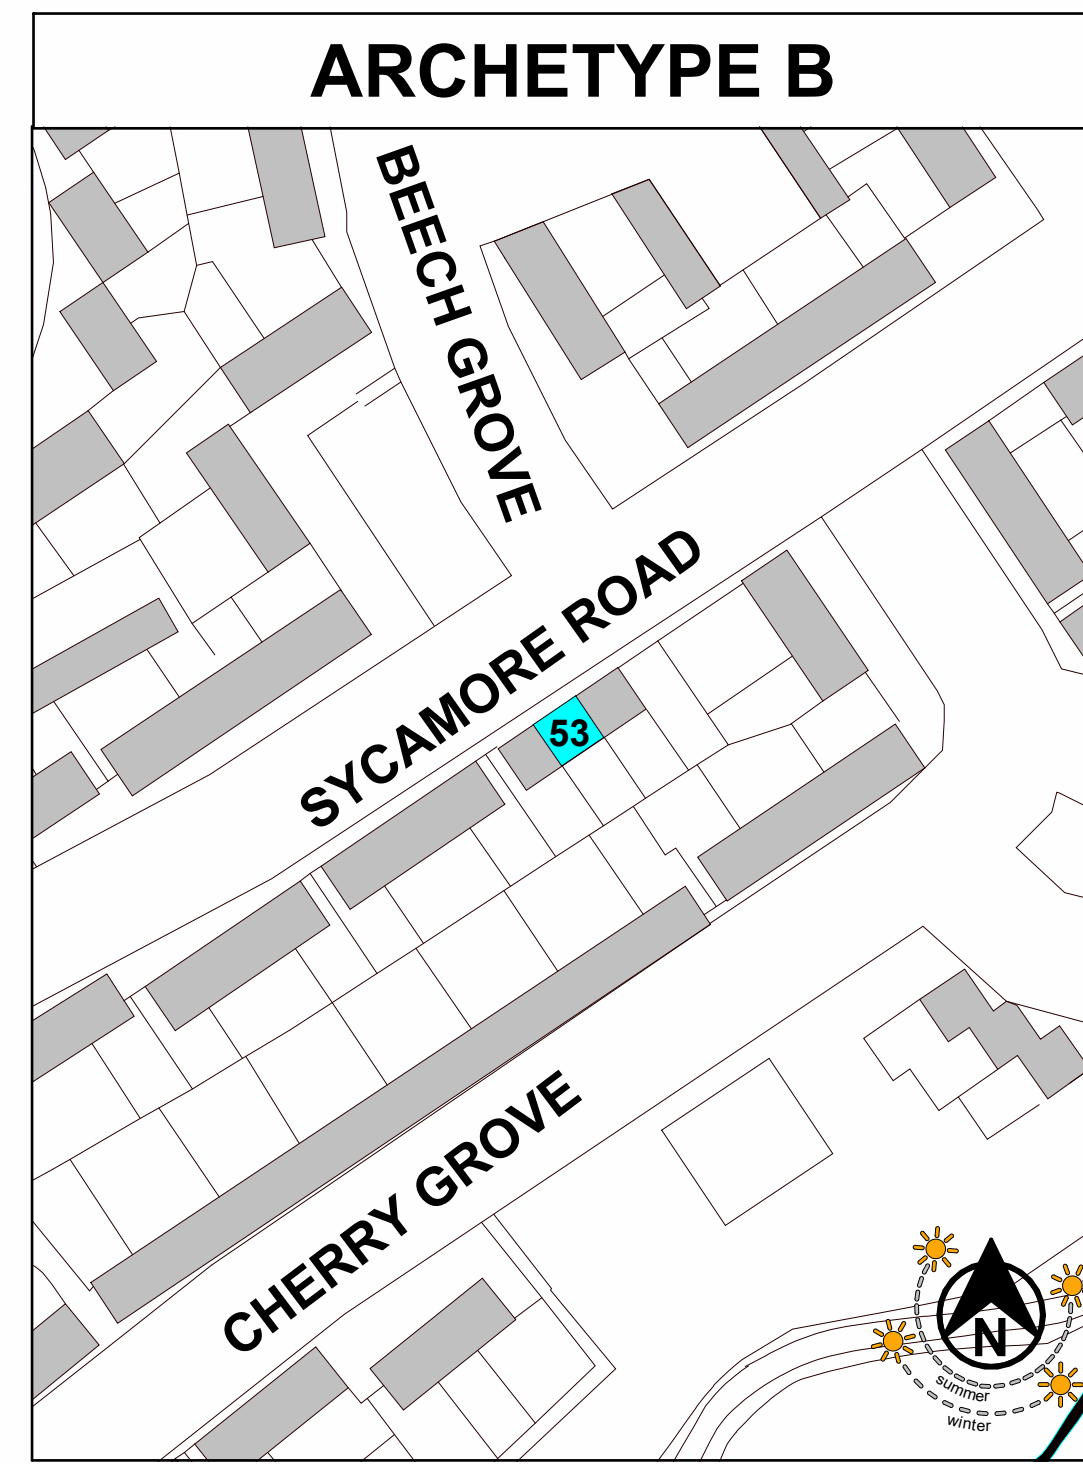 ARCHETYPE B
BEECH GROVE
SYCAMORE ROAD
53
CHERRY GROVE
N
summer
winter